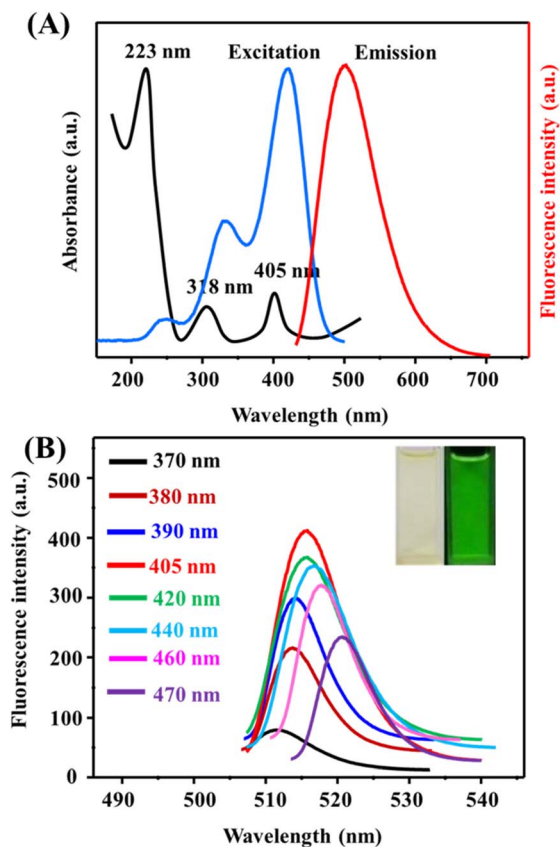 (A)
223 nm
Excitation
Emission
318 nm
405 nm
Absorbance (a.u.)
Fluorescence intensity (a.u.)
200
300
400
500
600
700
Wavelength (nm)
(B)
370 nm
380 nm
390 nm
405 nm
420 nm
440 nm
460 nm
470 nm
Fluorescence intensity (a.u.)
500
400
300
200
100
0
490
500
510
520
530
540
Wavelength (nm)